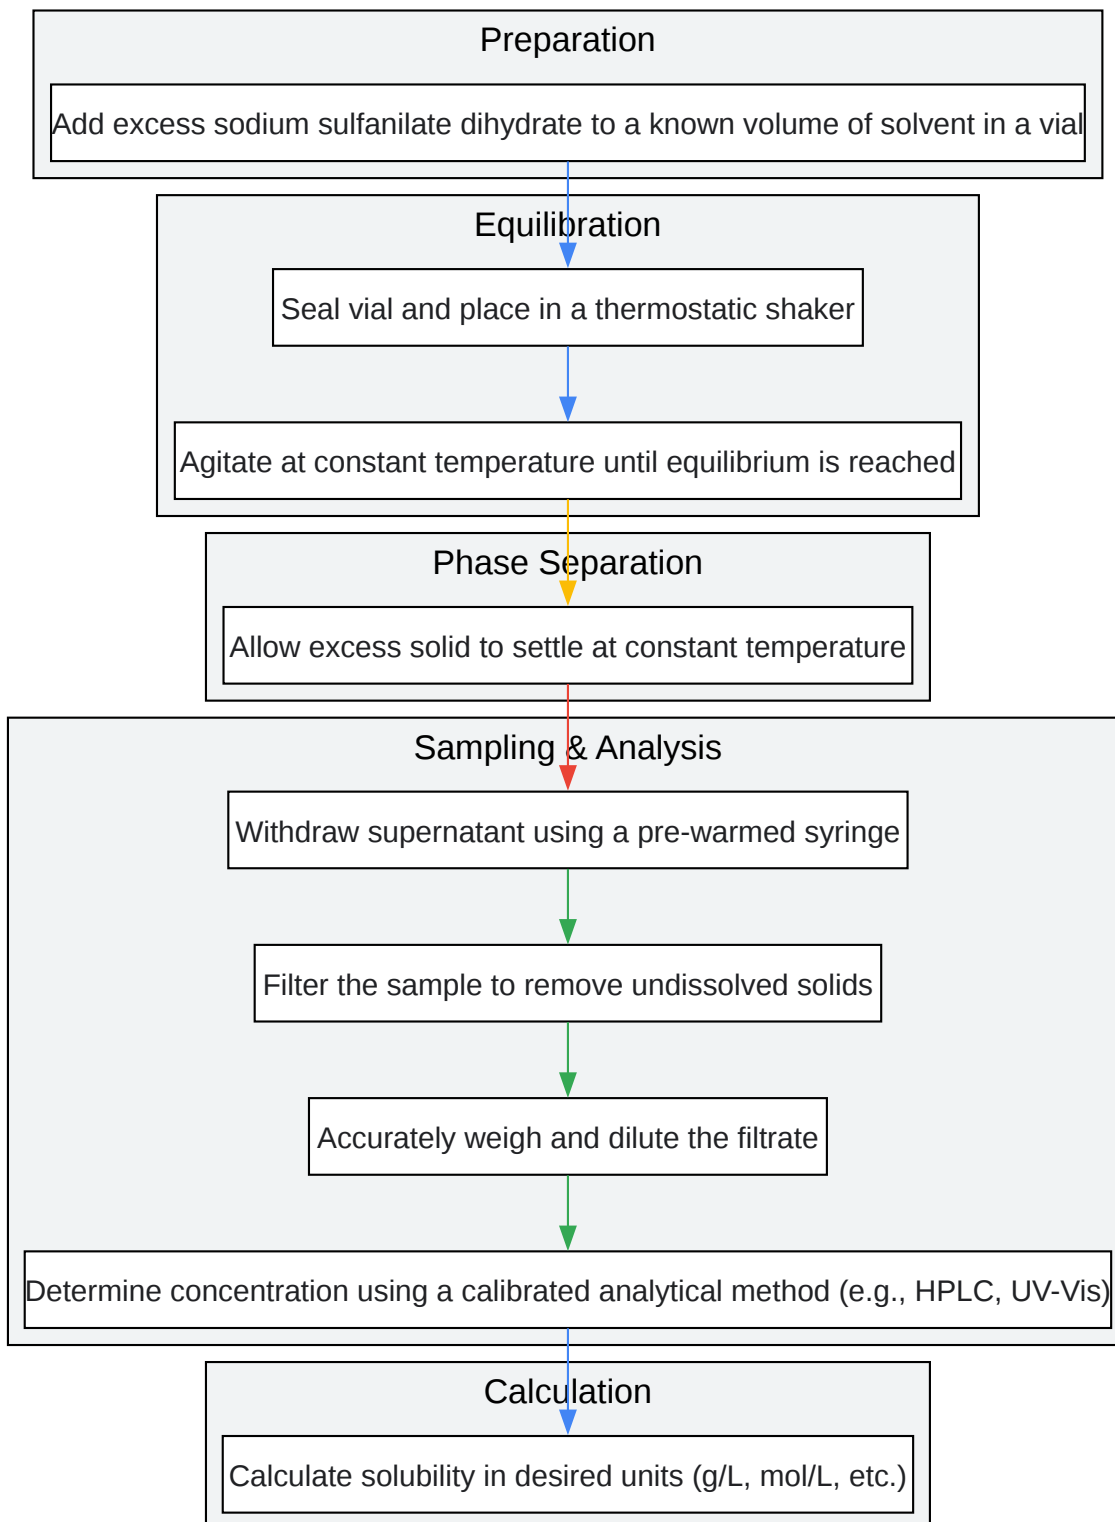 Preparation
Add excess sodium sulfanilate dihydrate to a known volume of solvent in a vial
Equilibration
Seal vial and place in a thermostatic shaker
Agitate at constant temperature until equilibrium is reached
Phase Separation
Allow excess solid to settle at constant temperature
Sampling & Analysis
Withdraw supernatant using a pre-warmed syringe
Filter the sample to remove undissolved solids
Accurately weigh and dilute the filtrate
Determine concentration using a calibrated analytical method (e.g., HPLC, UV-Vis)
Calculation
Calculate solubility in desired units (g/L, mol/L, etc.)